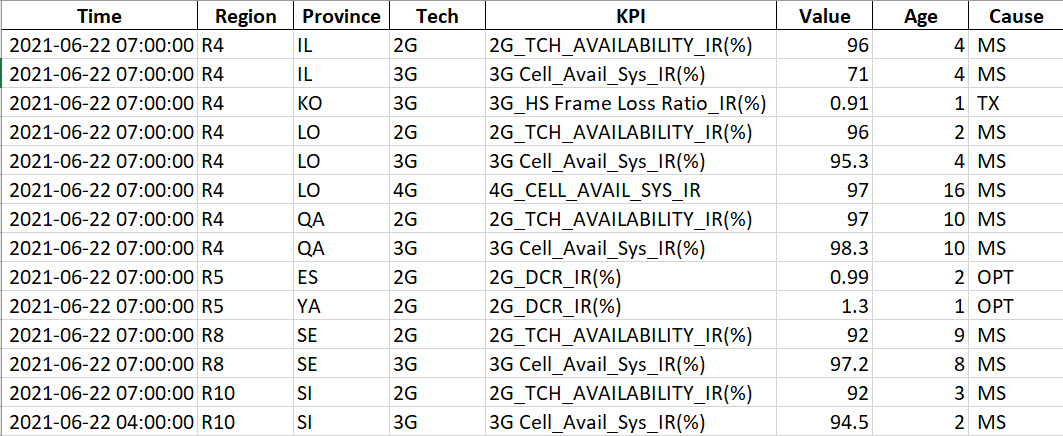 Time Region Province Tech KPI Value Age Cause
2021-06-22 07:00:00 R4 IL 2G 2G_TCH_AVAILABILITY_IR(%) 96 4 MS
2021-06-22 07:00:00 R4 IL 3G 3G Cell_Avail_Sys_IR(%) 71 4 MS
2021-06-22 07:00:00 R4 KO 3G 3G_HS Frame Loss Ratio_IR(%) 0.91 1 TX
2021-06-22 07:00:00 R4 LO 2G 2G_TCH_AVAILABILITY_IR(%) 96 2 MS
2021-06-22 07:00:00 R4 LO 3G 3G Cell_Avail_Sys_IR(%) 95.3 4 MS
2021-06-22 07:00:00 R4 LO 4G 4G_CELL_AVAIL_SYS_IR 97 16 MS
2021-06-22 07:00:00 R4 QA 2G 2G_TCH_AVAILABILITY_IR(%) 97 10 MS
2021-06-22 07:00:00 R4 QA 3G 3G Cell_Avail_Sys_IR(%) 98.3 10 MS
2021-06-22 07:00:00 R5 ES 2G 2G_DCR_IR(%) 0.99 2 OPT
2021-06-22 07:00:00 R5 YA 2G 2G_DCR_IR(%) 1.3 1 OPT
2021-06-22 07:00:00 R8 SE 2G 2G_TCH_AVAILABILITY_IR(%) 92 9 MS
2021-06-22 07:00:00 R8 SE 3G 3G Cell_Avail_Sys_IR(%) 97.2 8 MS
2021-06-22 07:00:00 R10 SI 2G 2G_TCH_AVAILABILITY_IR(%) 92 3 MS
2021-06-22 04:00:00 R10 SI 3G 3G Cell_Avail_Sys_IR(%) 94.5 2 MS